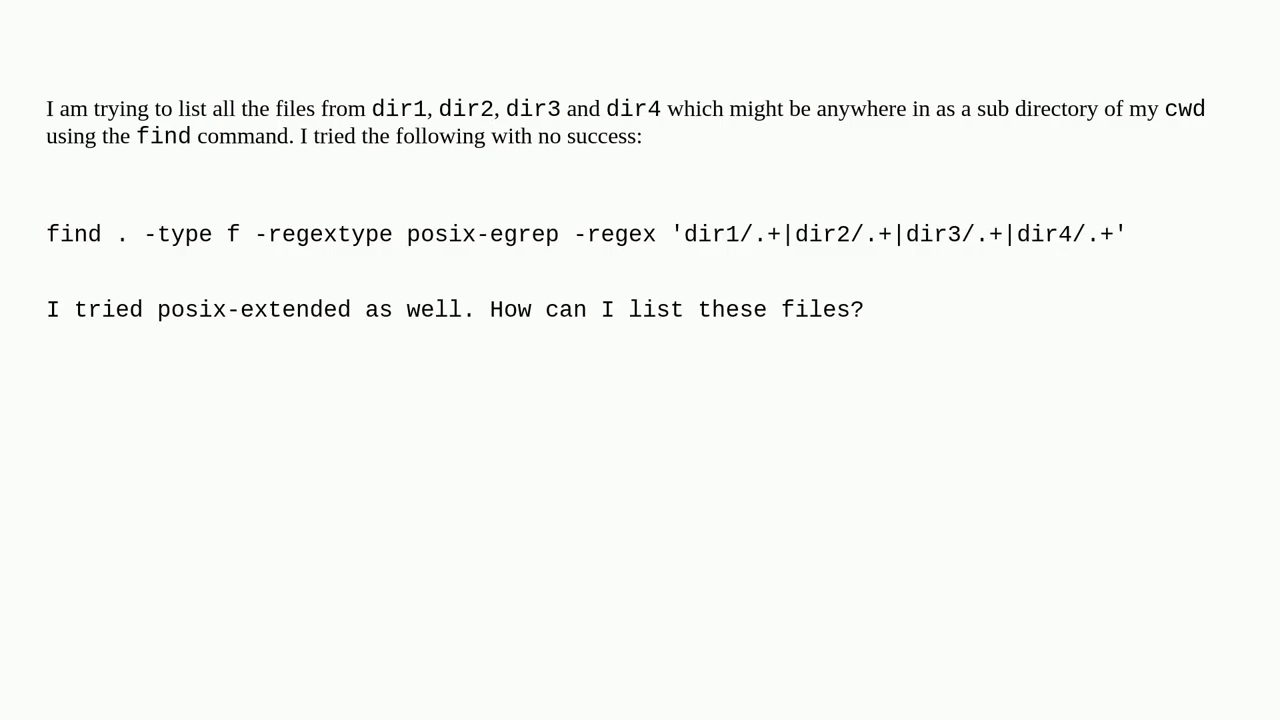 I am trying to list all the files from dir1, dir2, dir3 and dir4 which might be anywhere in as a sub directory of my cwd
using the find command. I tried the following with no success:
find . -type f -regextype posix-egrep -regex 'dir1/.+|dir2/.+|dir3/.+|dir4/.+'
I tried posix-extended as well. How can I list these files?